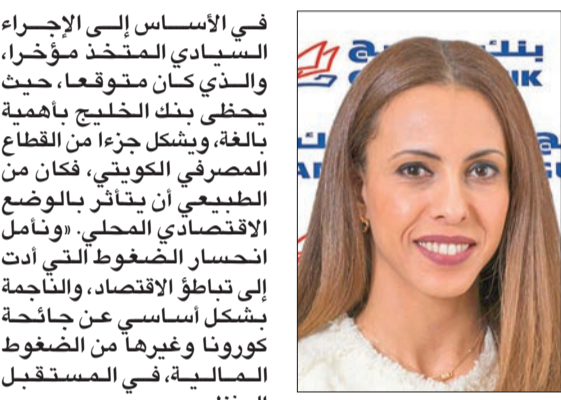 في الأساس إلى الإجراء
السيادي المتخذ مؤخرا،
والذي كان متوقعا، حيث
يحظى بنك الخليج بأهمية
بالغة، ويشكل جزءا من القطاع
المصرفي الكويتي، فكان من
الطبيعي أن يتأثر بالوضع
الاقتصادي المحلي. «ونأمل
انحسار الضغوط التي أدت
إلى تباطؤ الاقتصاد، والناجمة
بشكل أساسي عن جائحة
كورونا وغيرها من الضغوط
المالية، في المستقبل
بنك